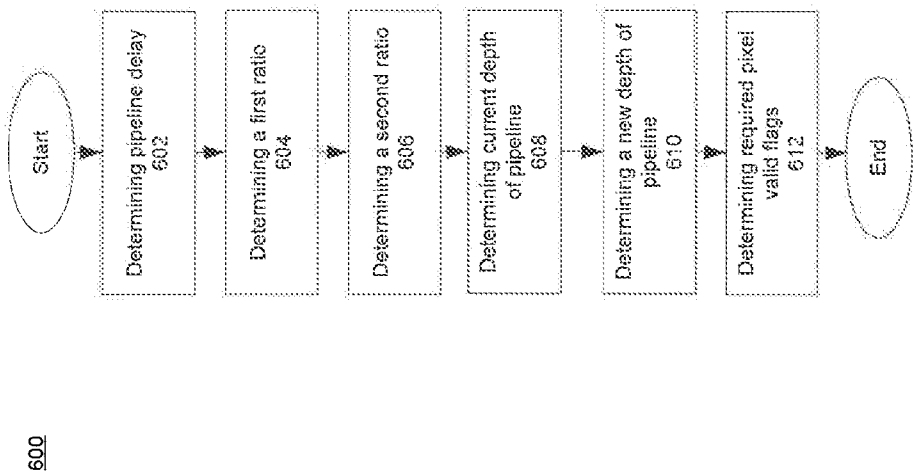 600
Start
Determining pipeline delay
602
Determining a first ratio
604
Determining a second ratio
606
Determining current depth
of pipeline
608
Determining a new depth of
pipeline
610
Determining required pixel
valid flags
612
End